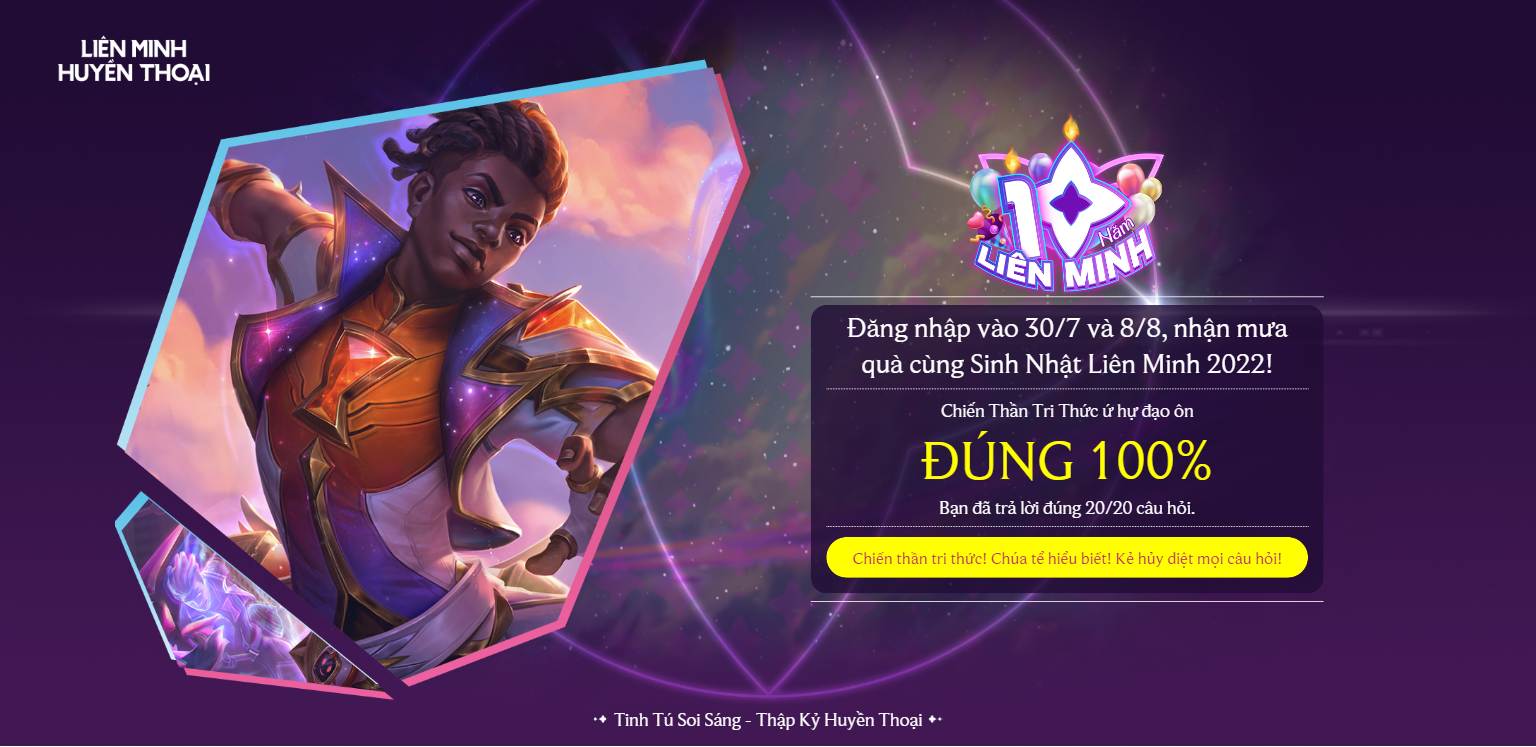 LIÊN MINH
HUYỀN THOẠI
10
Năm
LIÊN MINH
Đăng nhập vào 30/7 và 8/8, nhận mưa
quà cùng Sinh Nhật Liên Minh 2022!
Chiến Thần Tri Thức ứ hự đạo ôn
ĐÚNG 100%
Bạn đã trả lời đúng 20/20 câu hỏi.
Chiến thần tri thức! Chúa tể hiểu biết! Kẻ hủy diệt mọi câu hỏi!
Tinh Tú Soi Sáng - Thập Kỷ Huyền Thoại